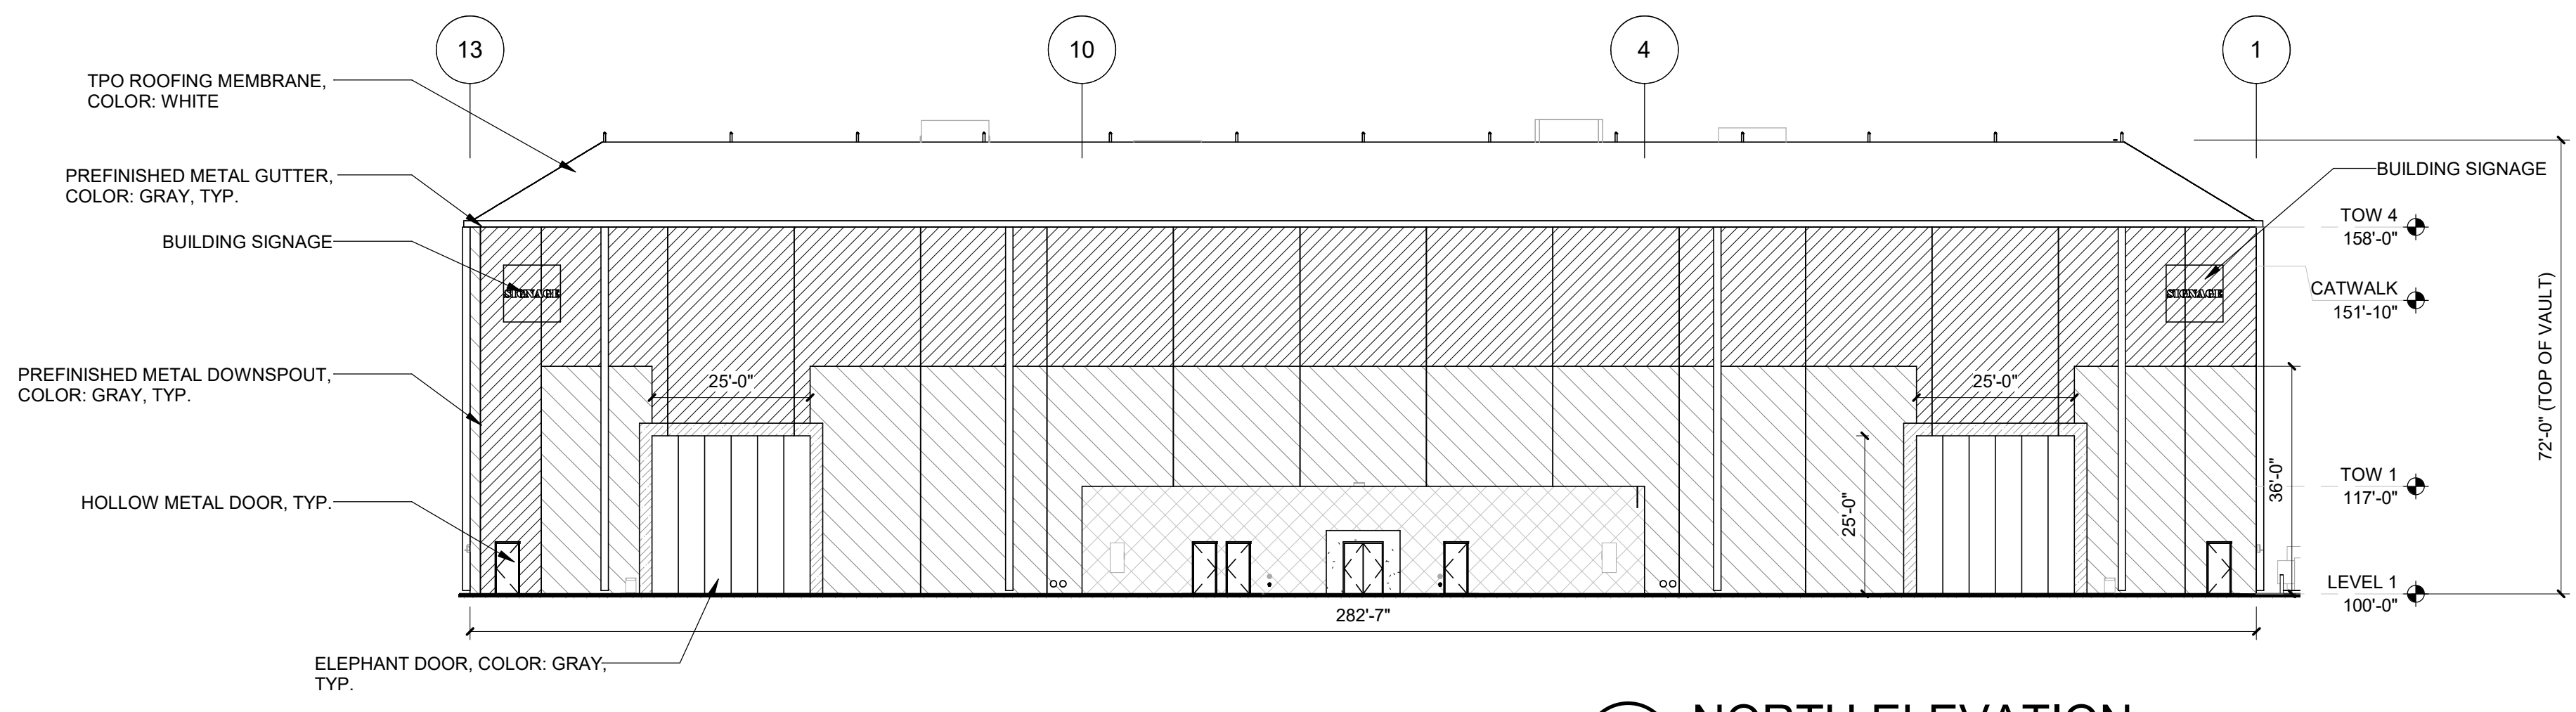 13
10
4
1
TPO ROOFING MEMBRANE,
COLOR: WHITE
PREFINISHED METAL GUTTER,
COLOR: GRAY, TYP.
BUILDING SIGNAGE
PREFINISHED METAL DOWNSPOUT,
COLOR: GRAY, TYP.
HOLLOW METAL DOOR, TYP.
ELEPHANT DOOR, COLOR: GRAY,
TYP.
SIGNAGE
25'-0"
25'-0"
25'-0"
SIGNAGE
282'-7"
BUILDING SIGNAGE
TOW 4
158'-0"
CATWALK
151'-10"
TOW 1
117'-0"
LEVEL 1
100'-0"
36'-0"
72'-0" (TOP OF VAULT)
NORTH ELEVATION